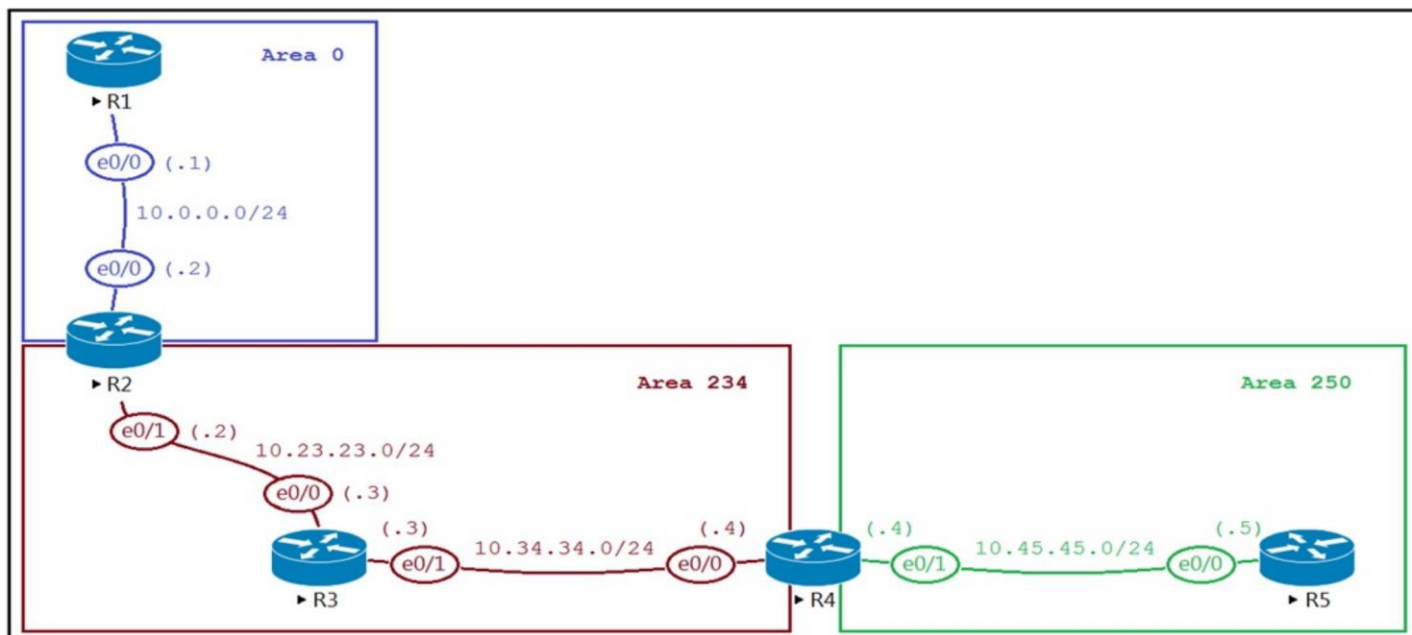 Area 0
▸ R1
e0/0 (.1)
10.0.0.0/24
e0/0 (.2)
▸ R2
Area 234
Area 250
e0/1 (.2)
10.23.23.0/24
e0/0 (.3)
(.3) 10.34.34.0/24 (.4)
(.4) 10.45.45.0/24 (.5)
e0/1 e0/0
e0/1 e0/0
▸ R3
▸ R4
▸ R5